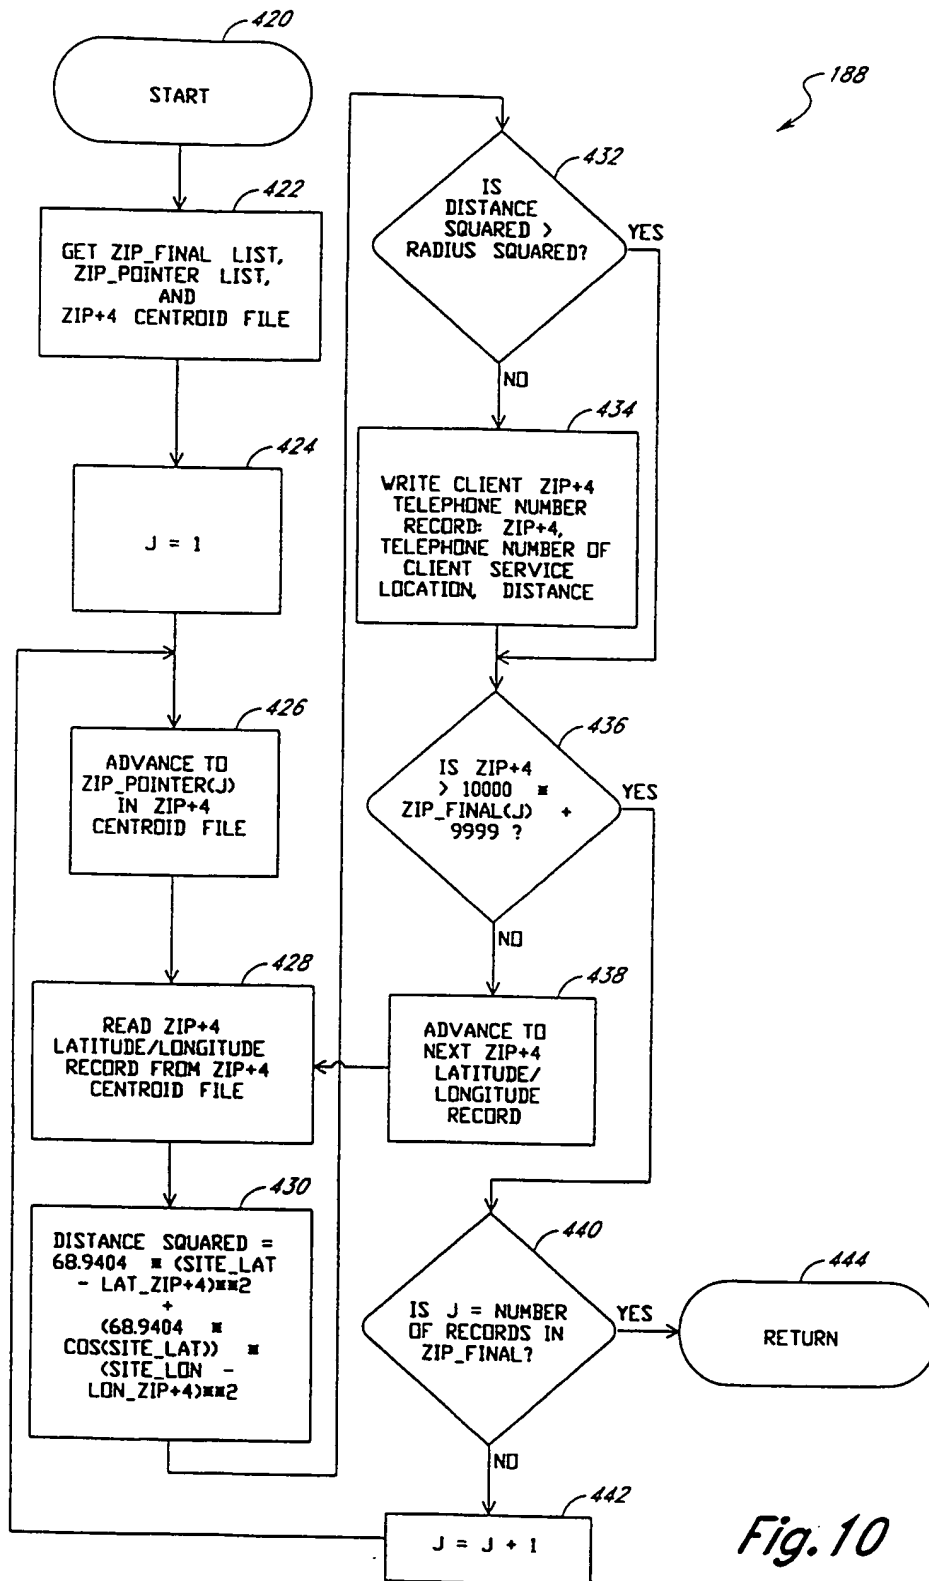 420
START
188
422
GET ZIP_FINAL LIST,
ZIP_POINTER LIST,
AND
ZIP+4 CENTROID FILE
424
J = 1
426
ADVANCE TO
ZIP_POINTER(J)
IN ZIP+4
CENTROID FILE
428
READ ZIP+4
LATITUDE/LONGITUDE
RECORD FROM ZIP+4
CENTROID FILE
430
DISTANCE SQUARED =
68.9404 * (SITE_LAT
- LAT_ZIP+4)**2
+
(68.9404 *
COS(SITE_LAT)) *
(SITE_LON -
LON_ZIP+4)**2
432
IS
DISTANCE
SQUARED >
RADIUS SQUARED?
YES
NO
434
WRITE CLIENT ZIP+4
TELEPHONE NUMBER
RECORD: ZIP+4,
TELEPHONE NUMBER OF
CLIENT SERVICE
LOCATION, DISTANCE
436
IS ZIP+4
> 10000 *
ZIP_FINAL(J) +
9999 ?
YES
NO
438
ADVANCE TO
NEXT ZIP+4
LATITUDE/
LONGITUDE
RECORD
440
IS J = NUMBER
OF RECORDS IN
ZIP_FINAL?
YES
NO
444
RETURN
442
J = J + 1
Fig. 10